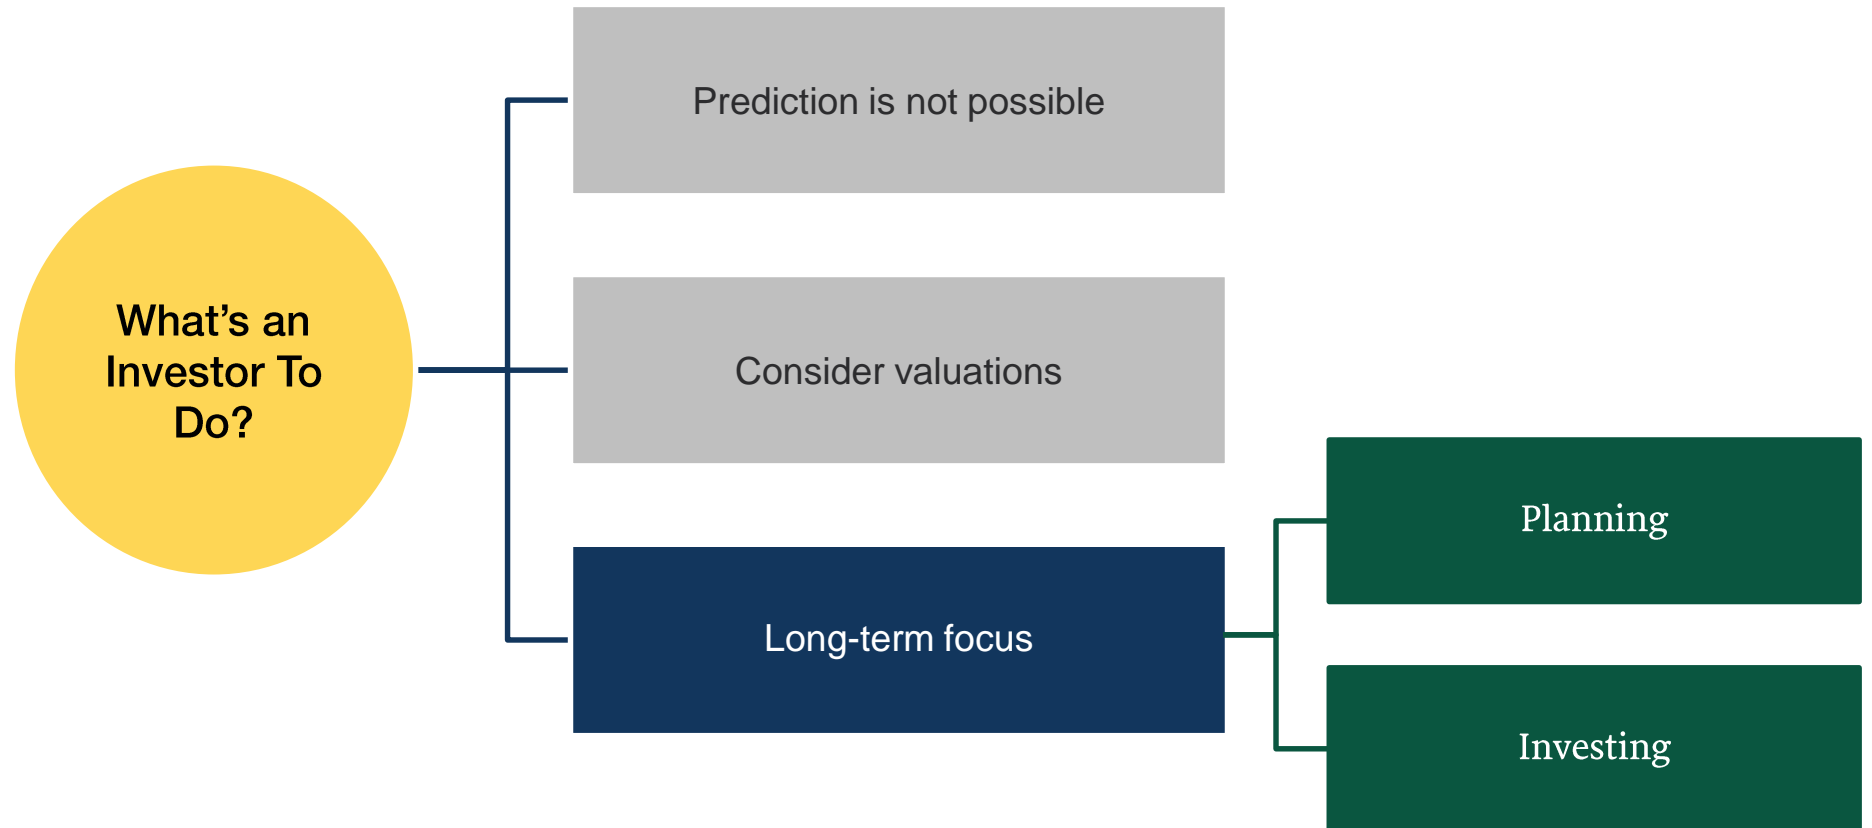 What’s an
Investor To
Do?
Prediction is not possible
Consider valuations
Long-term focus
Planning
Investing